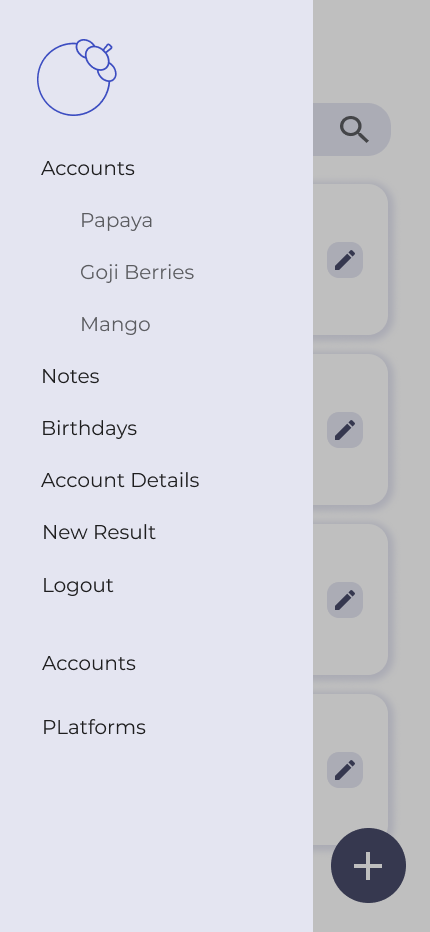 Accounts
Papaya
Goji Berries
Mango
Notes
Birthdays
Account Details
New Result
Logout
Accounts
PLatforms